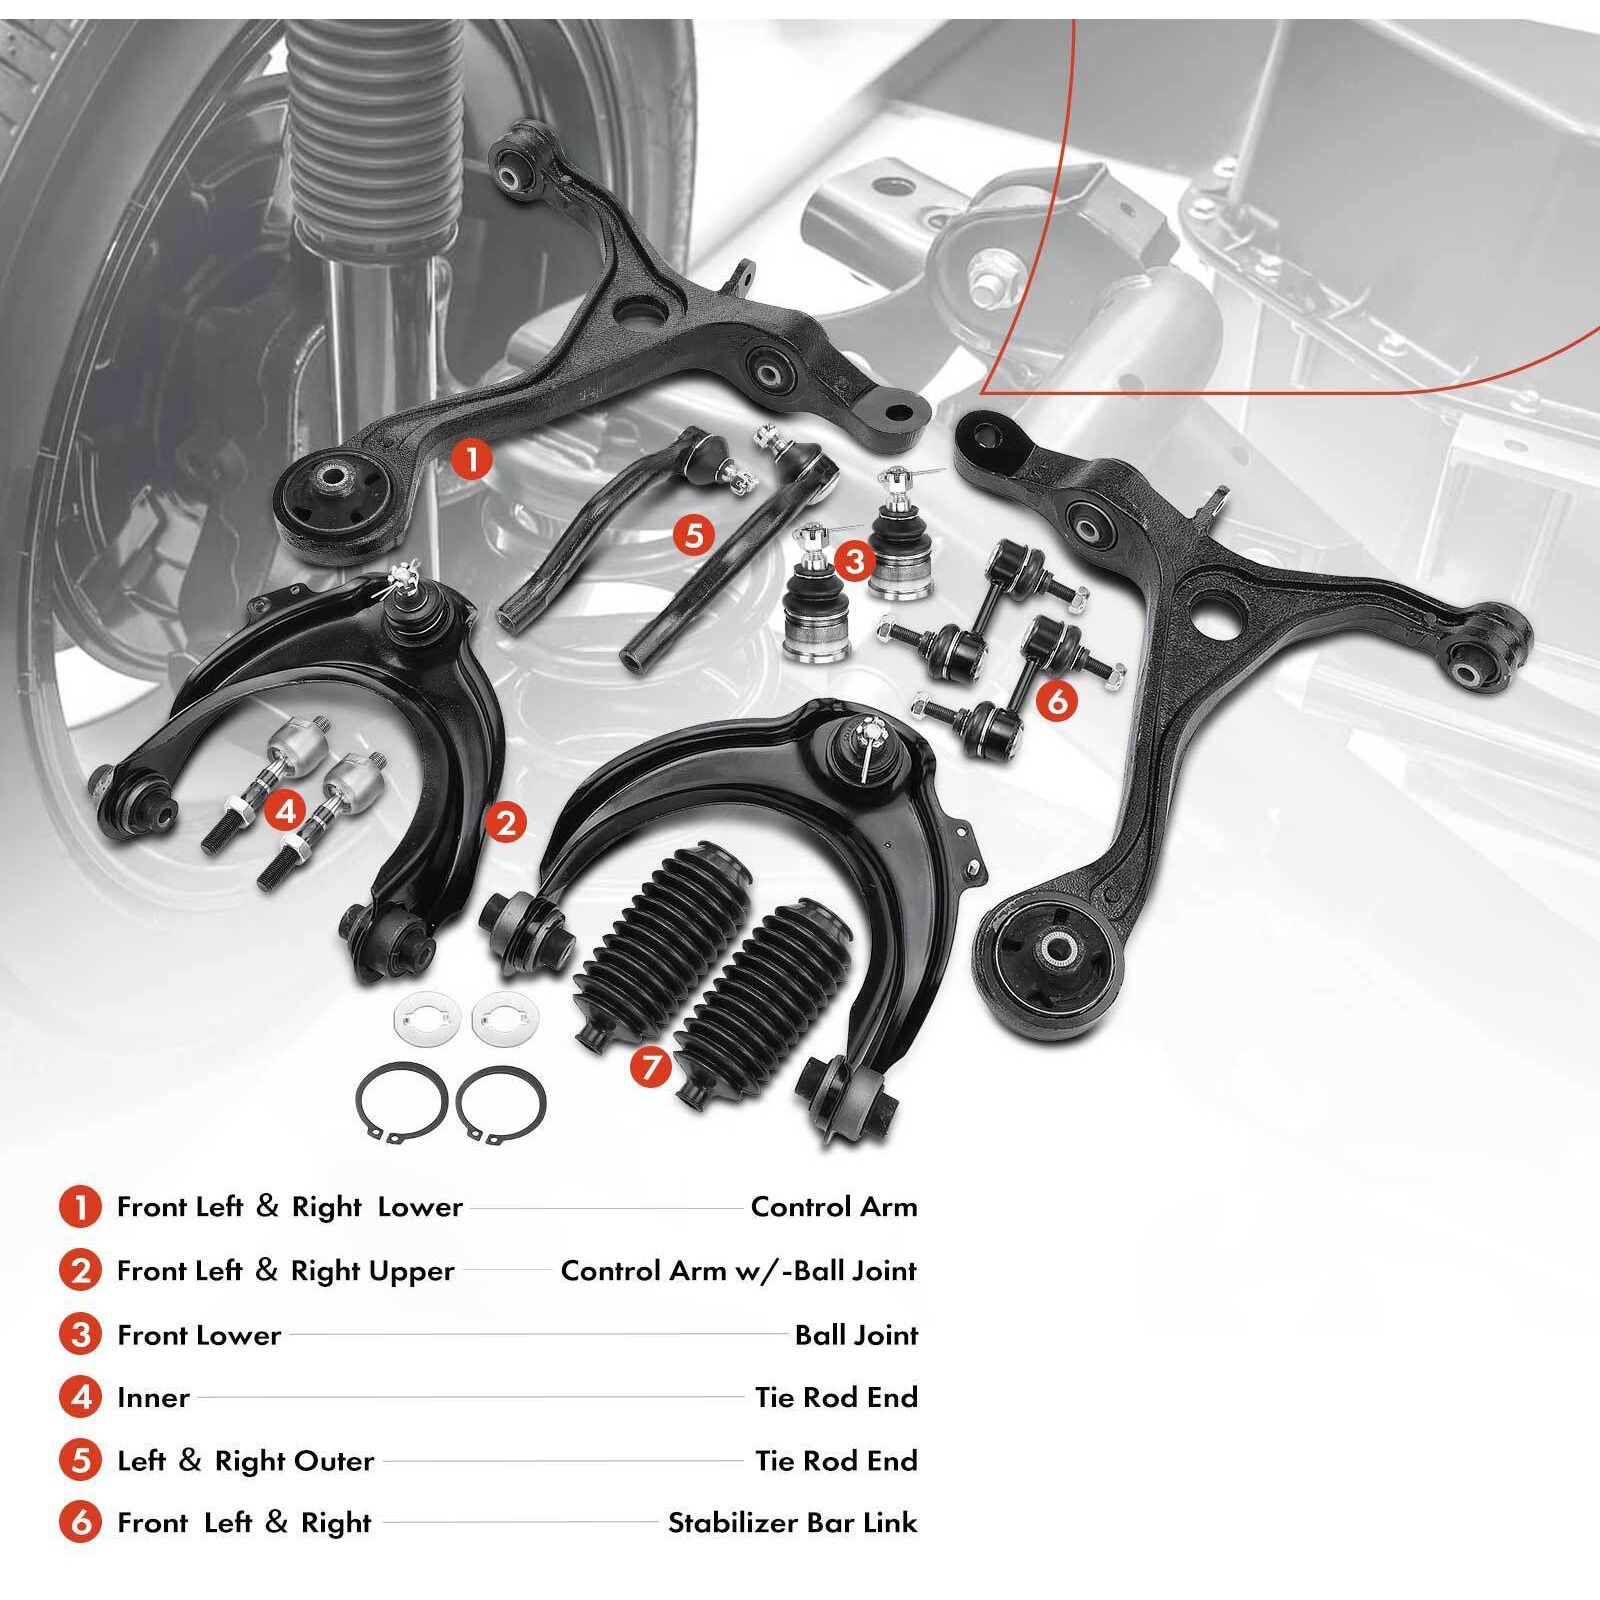 1
5
3
6
4
2
7
1 Front Left & Right Lower Control Arm
2 Front Left & Right Upper Control Arm w/-Ball Joint
3 Front Lower Ball Joint
4 Inner Tie Rod End
5 Left & Right Outer Tie Rod End
6 Front Left & Right Stabilizer Bar Link